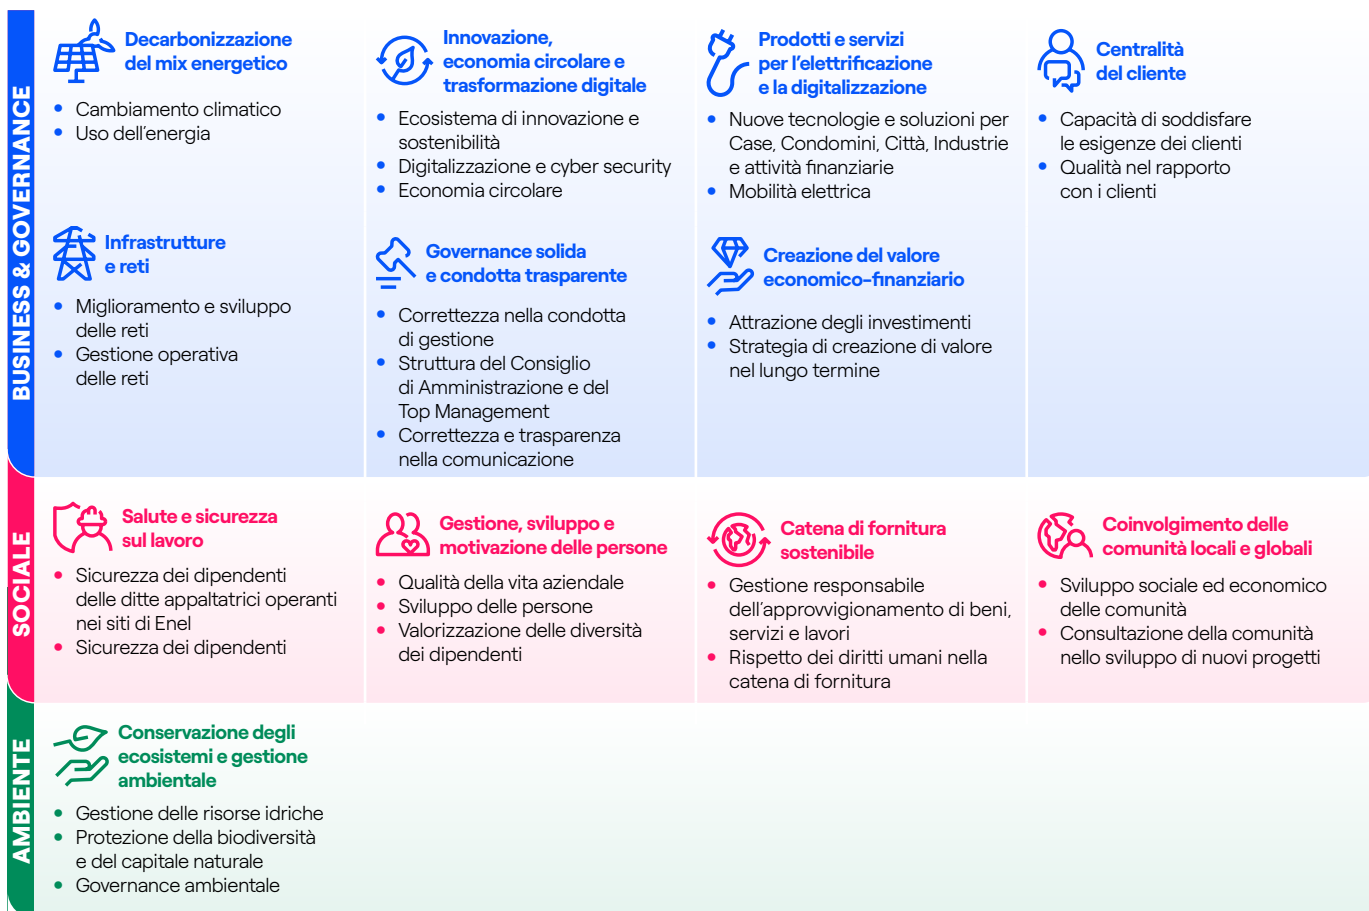 BUSINESS & GOVERNANCE
Decarbonizzazione
del mix energetico
• Cambiamento climatico
• Uso dell'energia
Innovazione,
economia circolare e
trasformazione digitale
• Ecosistema di innovazione e
sostenibilità
• Digitalizzazione e cyber security
• Economia circolare
Prodotti e servizi
per l'elettrificazione
e la digitalizzazione
• Nuove tecnologie e soluzioni per
Case, Condomini, Città, Industrie
e attività finanziarie
• Mobilità elettrica
Centralità
del cliente
• Capacità di soddisfare
le esigenze dei clienti
• Qualità nel rapporto
con i clienti
Infrastrutture
e reti
• Miglioramento e sviluppo
delle reti
• Gestione operativa
delle reti
Governance solida
e condotta trasparente
• Correttezza nella condotta
di gestione
• Struttura del Consiglio
di Amministrazione e del
Top Management
• Correttezza e trasparenza
nella comunicazione
Creazione del valore
economico-finanziario
• Attrazione degli investimenti
• Strategia di creazione di valore
nel lungo termine
SOCIALE
Salute e sicurezza
sul lavoro
• Sicurezza dei dipendenti
delle ditte appaltatrici operanti
nei siti di Enel
• Sicurezza dei dipendenti
Gestione, sviluppo e
motivazione delle persone
• Qualità della vita aziendale
• Sviluppo delle persone
• Valorizzazione delle diversità
dei dipendenti
Catena di fornitura
sostenibile
• Gestione responsabile
dell'approvvigionamento di beni,
servizi e lavori
• Rispetto dei diritti umani nella
catena di fornitura
Coinvolgimento delle
comunità locali e globali
• Sviluppo sociale ed economico
delle comunità
• Consultazione della comunità
nello sviluppo di nuovi progetti
AMBIENTE
Conservazione degli
ecosistemi e gestione
ambientale
• Gestione delle risorse idriche
• Protezione della biodiversità
e del capitale naturale
• Governance ambientale